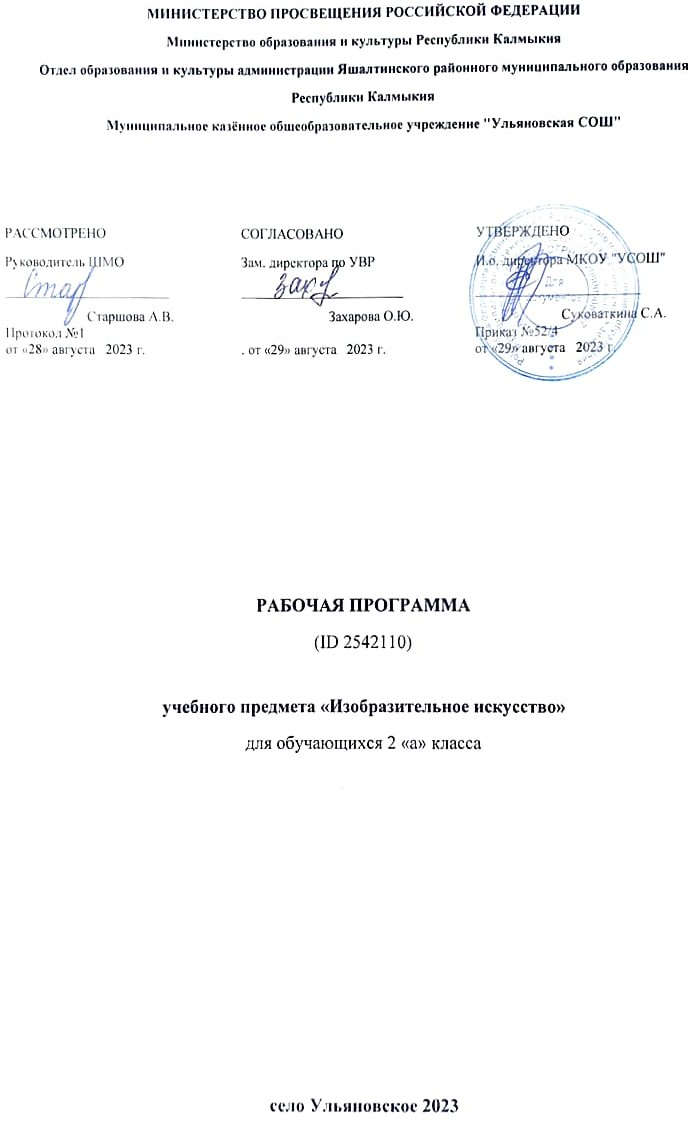 МИНИСТЕРСТВО ПРОСВЕЩЕНИЯ РОССИЙСКОЙ ФЕДЕРАЦИИ
Министерство образования и культуры Республики Калмыкия
Отдел образования и культуры администрации Яшалтинского районного муниципального образования
Республики Калмыкия
Муниципальное казённое общеобразовательное учреждение "Ульяновская СОШ"
РАССМОТРЕНО
Руководитель ШМО
Старшова А.В.
Протокол №1
от «28» августа 2023 г.
СОГЛАСОВАНО
Зам. директора по УВР
Захарова О.Ю.
. от «29» августа 2023 г.
УТВЕРЖДЕНО
И.о. директора МКОУ "УСОШ"
Для
Суковаткина С.А.
Приказ №52/4
от «29» августа 2023 г.
РАБОЧАЯ ПРОГРАММА
(ID 2542110)
учебного предмета «Изобразительное искусство»
для обучающихся 2 «а» класса
село Ульяновское 2023